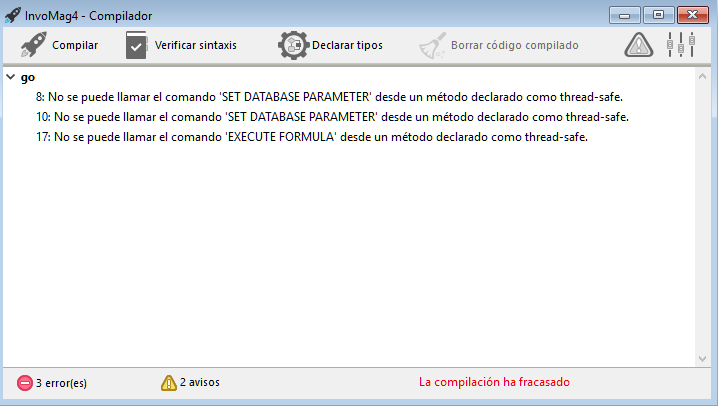 InvoMag4 - Compilador
Compilar Verificar sintaxis Declarar tipos Borrar código compilado
go
8: No se puede llamar el comando 'SET DATABASE PARAMETER' desde un método declarado como thread-safe.
10: No se puede llamar el comando 'SET DATABASE PARAMETER' desde un método declarado como thread-safe.
17: No se puede llamar el comando 'EXECUTE FORMULA' desde un método declarado como thread-safe.
3 error(es) 2 avisos La compilación ha fracasado